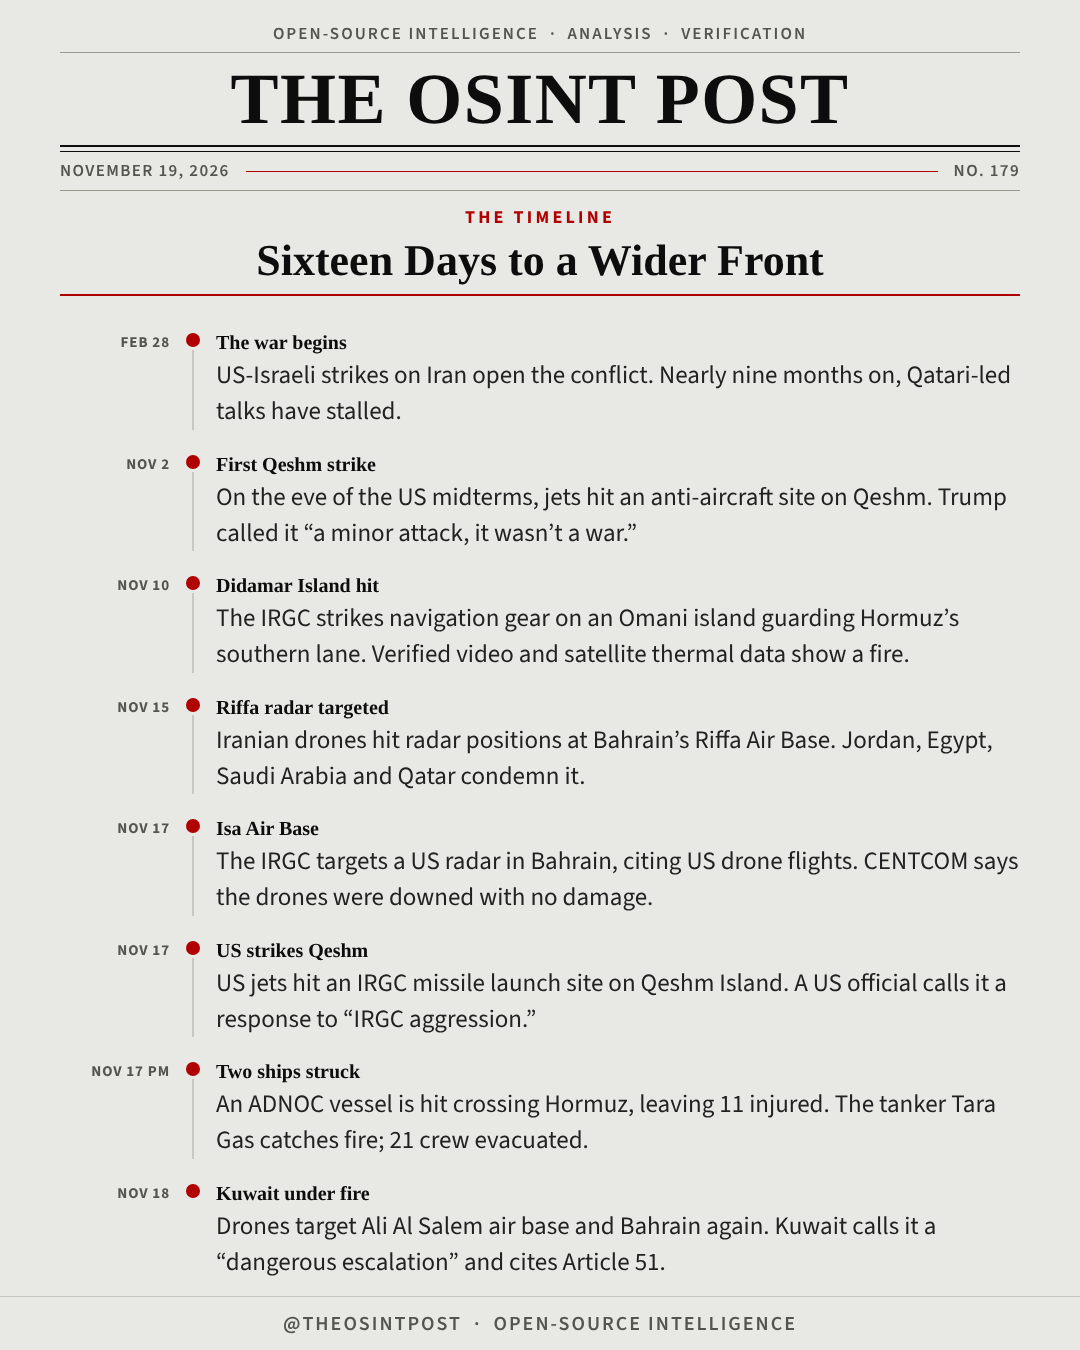 OPEN-SOURCE INTELLIGENCE · ANALYSIS · VERIFICATION
THE OSINT POST
NOVEMBER 19, 2026 NO. 179
THE TIMELINE
Sixteen Days to a Wider Front
FEB 28 The war begins
US-Israeli strikes on Iran open the conflict. Nearly nine months on, Qatari-led
talks have stalled.
NOV 2 First Qeshm strike
On the eve of the US midterms, jets hit an anti-aircraft site on Qeshm. Trump
called it “a minor attack, it wasn’t a war.”
NOV 10 Didamar Island hit
The IRGC strikes navigation gear on an Omani island guarding Hormuz’s
southern lane. Verified video and satellite thermal data show a fire.
NOV 15 Riffa radar targeted
Iranian drones hit radar positions at Bahrain’s Riffa Air Base. Jordan, Egypt,
Saudi Arabia and Qatar condemn it.
NOV 17 Isa Air Base
The IRGC targets a US radar in Bahrain, citing US drone flights. CENTCOM says
the drones were downed with no damage.
NOV 17 US strikes Qeshm
US jets hit an IRGC missile launch site on Qeshm Island. A US official calls it a
response to “IRGC aggression.”
NOV 17 PM Two ships struck
An ADNOC vessel is hit crossing Hormuz, leaving 11 injured. The tanker Tara
Gas catches fire; 21 crew evacuated.
NOV 18 Kuwait under fire
Drones target Ali Al Salem air base and Bahrain again. Kuwait calls it a
“dangerous escalation” and cites Article 51.
@THEOSINTPOST · OPEN-SOURCE INTELLIGENCE